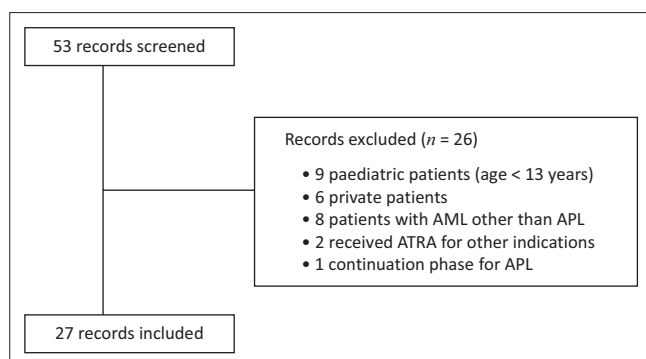 53 records screened
Records excluded (n = 26)
• 9 paediatric patients (age < 13 years)
• 6 private patients
• 8 patients with AML other than APL
• 2 received ATRA for other indications
• 1 continuation phase for APL
27 records included